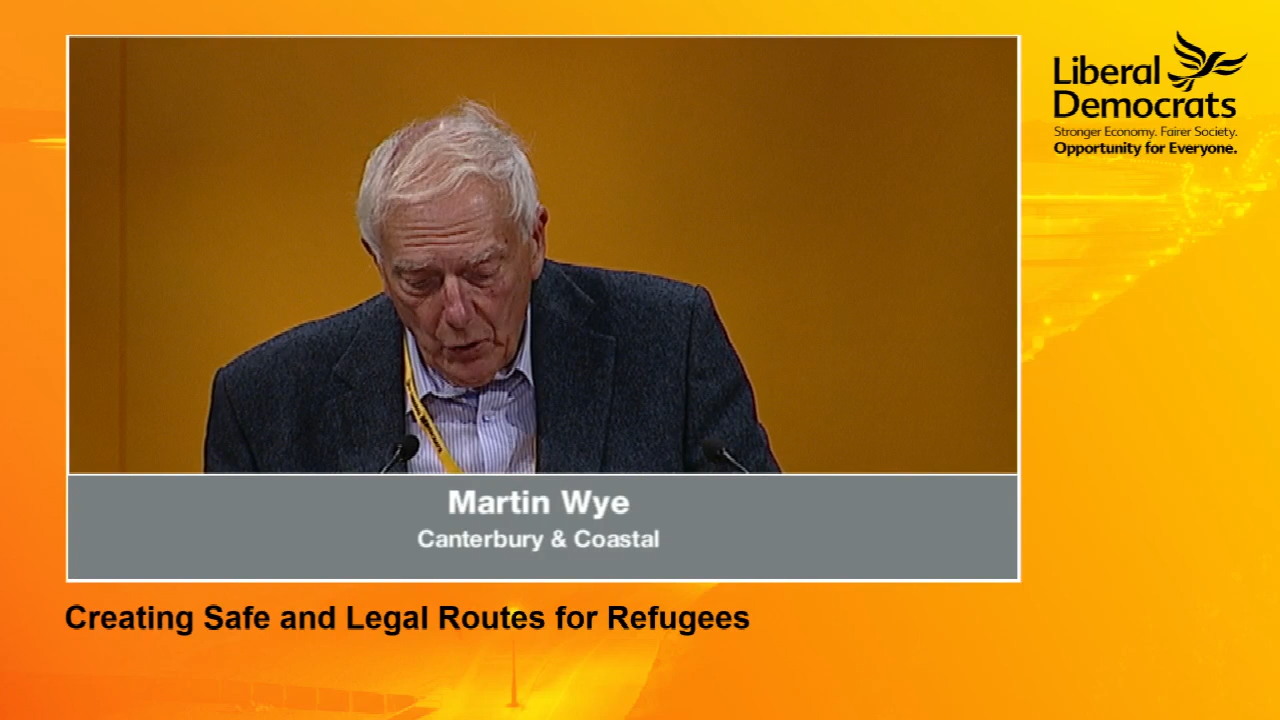 Liberal
Democrats
Stronger Economy. Fairer Society.
Opportunity for Everyone.
Martin Wye
Canterbury & Coastal
Creating Safe and Legal Routes for Refugees